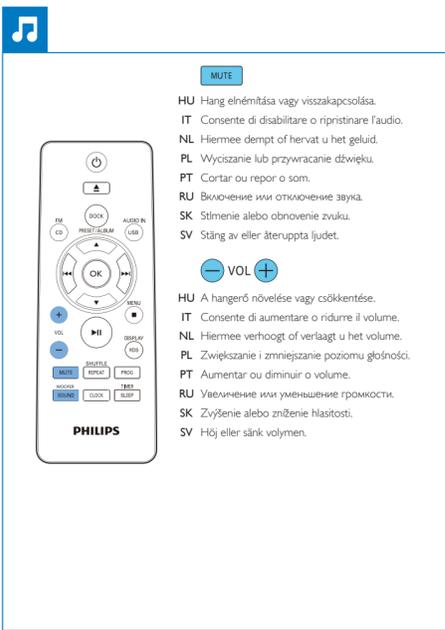 MUTE
HU Hang elnémítása vagy visszakapcsolása.
IT Consente di disabilitare o ripristinare l'audio.
NL Hiermee dempt of hervat u het geluid.
PL Wyciszanie lub przywracanie dźwięku.
PT Cortar ou repor o som.
RU Включение или отключение звука.
SK Stlmenie alebo obnovenie zvuku.
SV Stäng av eller återuppta ljudet.
VOL
HU A hangerő növelése vagy csökkentése.
IT Consente di aumentare o ridurre il volume.
NL Hiermee verhoogt of verlaagt u het volume.
PL Zwiększanie i zmniejszanie poziomu głośności.
PT Aumentar ou diminuir o volume.
RU Увеличение или уменьшение громкости.
SK Zvýšenie alebo zníženie hlasitosti.
SV Höj eller sänk volymen.
DOCK
FM AUDIO IN
CD PRESET/ALBUM USB
OK
MENU
VOL
DISPLAY
RDS
SHUFFLE
MUTE REPEAT PROG
WOOFER TIMER
SOUND CLOCK SLEEP
PHILIPS